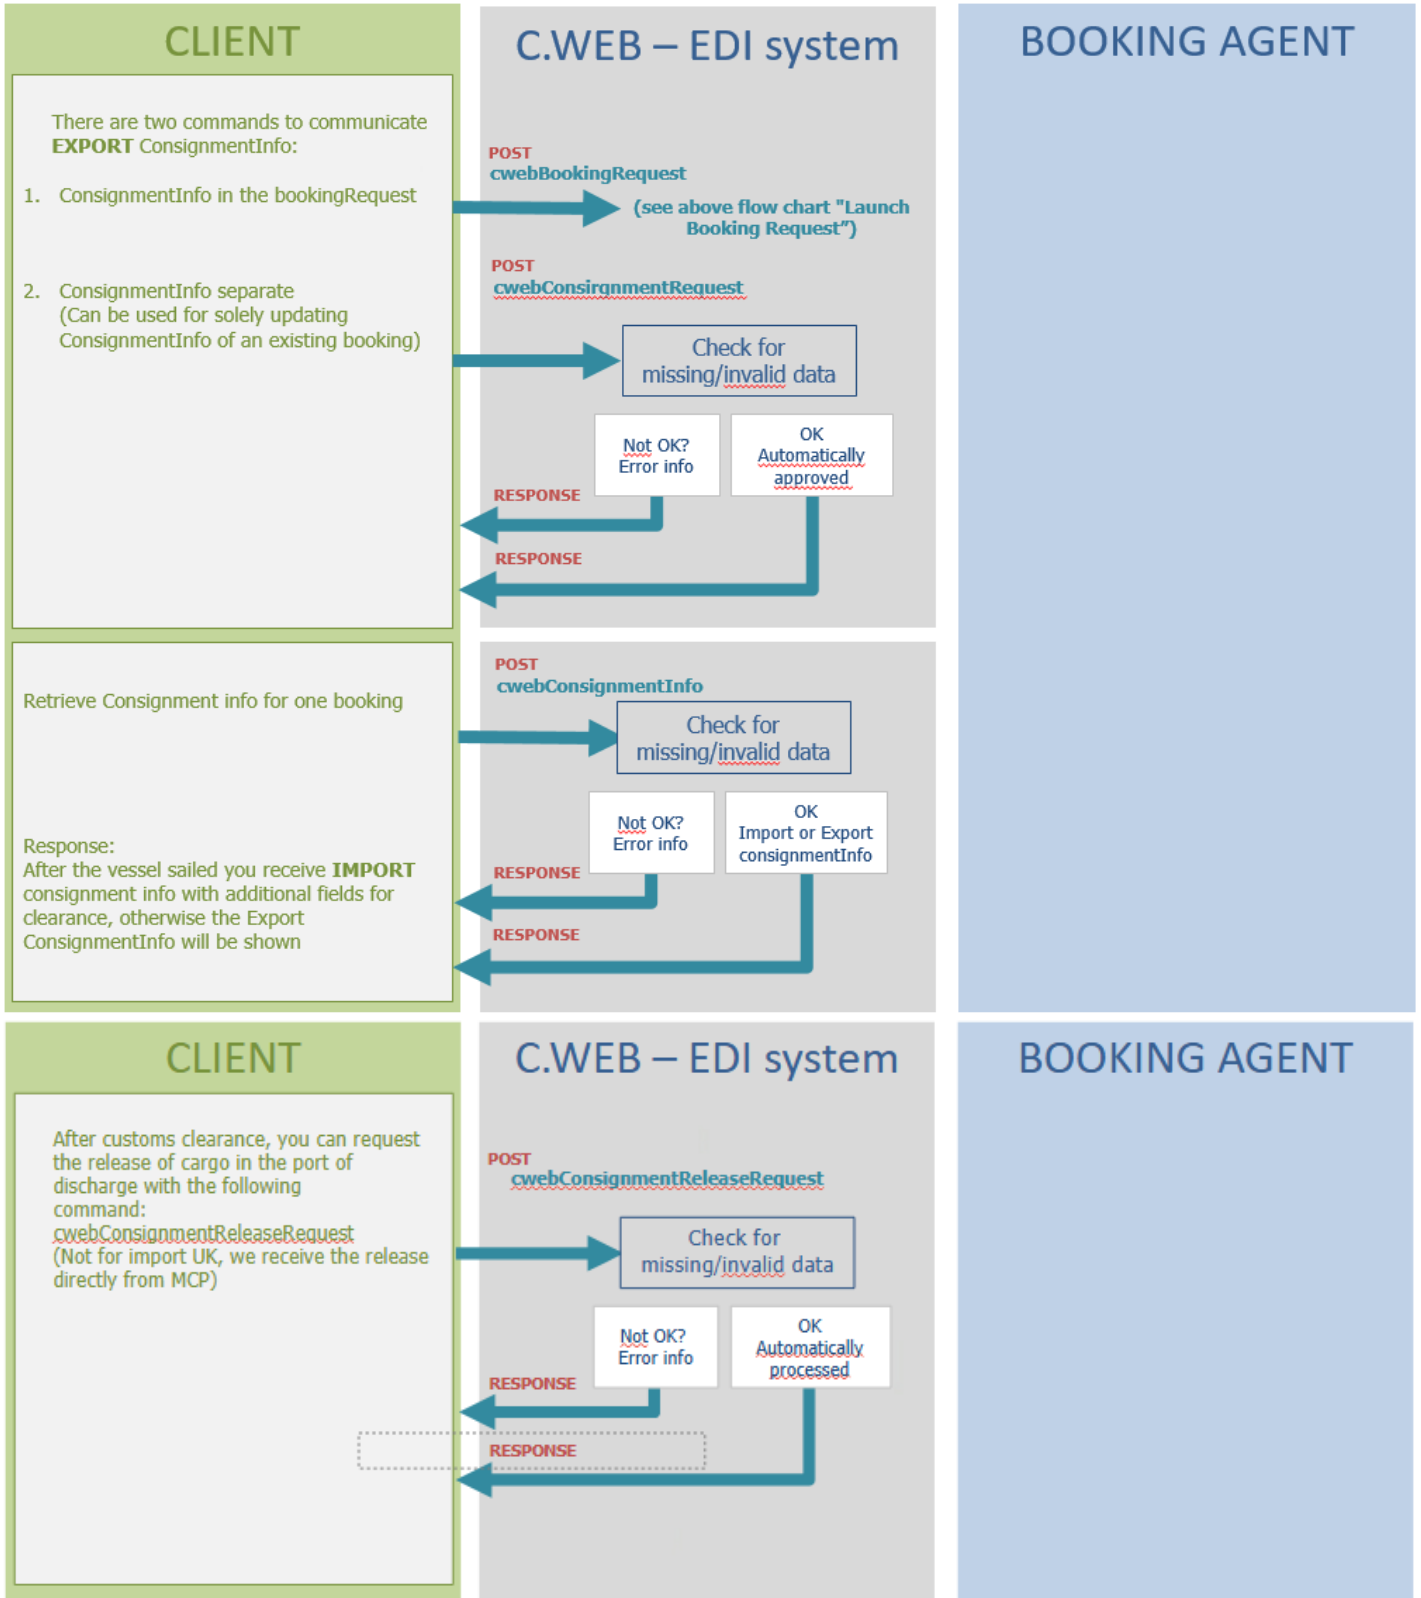 CLIENT
C.WEB – EDI system
BOOKING AGENT
There are two commands to communicate
EXPORT ConsignmentInfo:
1. ConsignmentInfo in the bookingRequest
POST
cwebBookingRequest
(see above flow chart "Launch
Booking Request”)
2. ConsignmentInfo separate
(Can be used for solely updating
ConsignmentInfo of an existing booking)
POST
cwebConsirgnmentRequest
Check for
missing/invalid data
Not OK?
Error info
OK
Automatically
approved
RESPONSE
RESPONSE
Retrieve Consignment info for one booking
POST
cwebConsignmentInfo
Check for
missing/invalid data
Not OK?
Error info
OK
Import or Export
consignmentInfo
RESPONSE
RESPONSE
Response:
After the vessel sailed you receive IMPORT
consignment info with additional fields for
clearance, otherwise the Export
ConsignmentInfo will be shown
CLIENT
C.WEB – EDI system
BOOKING AGENT
After customs clearance, you can request
the release of cargo in the port of
discharge with the following
command:
cwebConsignmentReleaseRequest
(Not for import UK, we receive the release
directly from MCP)
POST
cwebConsignmentReleaseRequest
Check for
missing/invalid data
Not OK?
Error info
OK
Automatically
processed
RESPONSE
RESPONSE